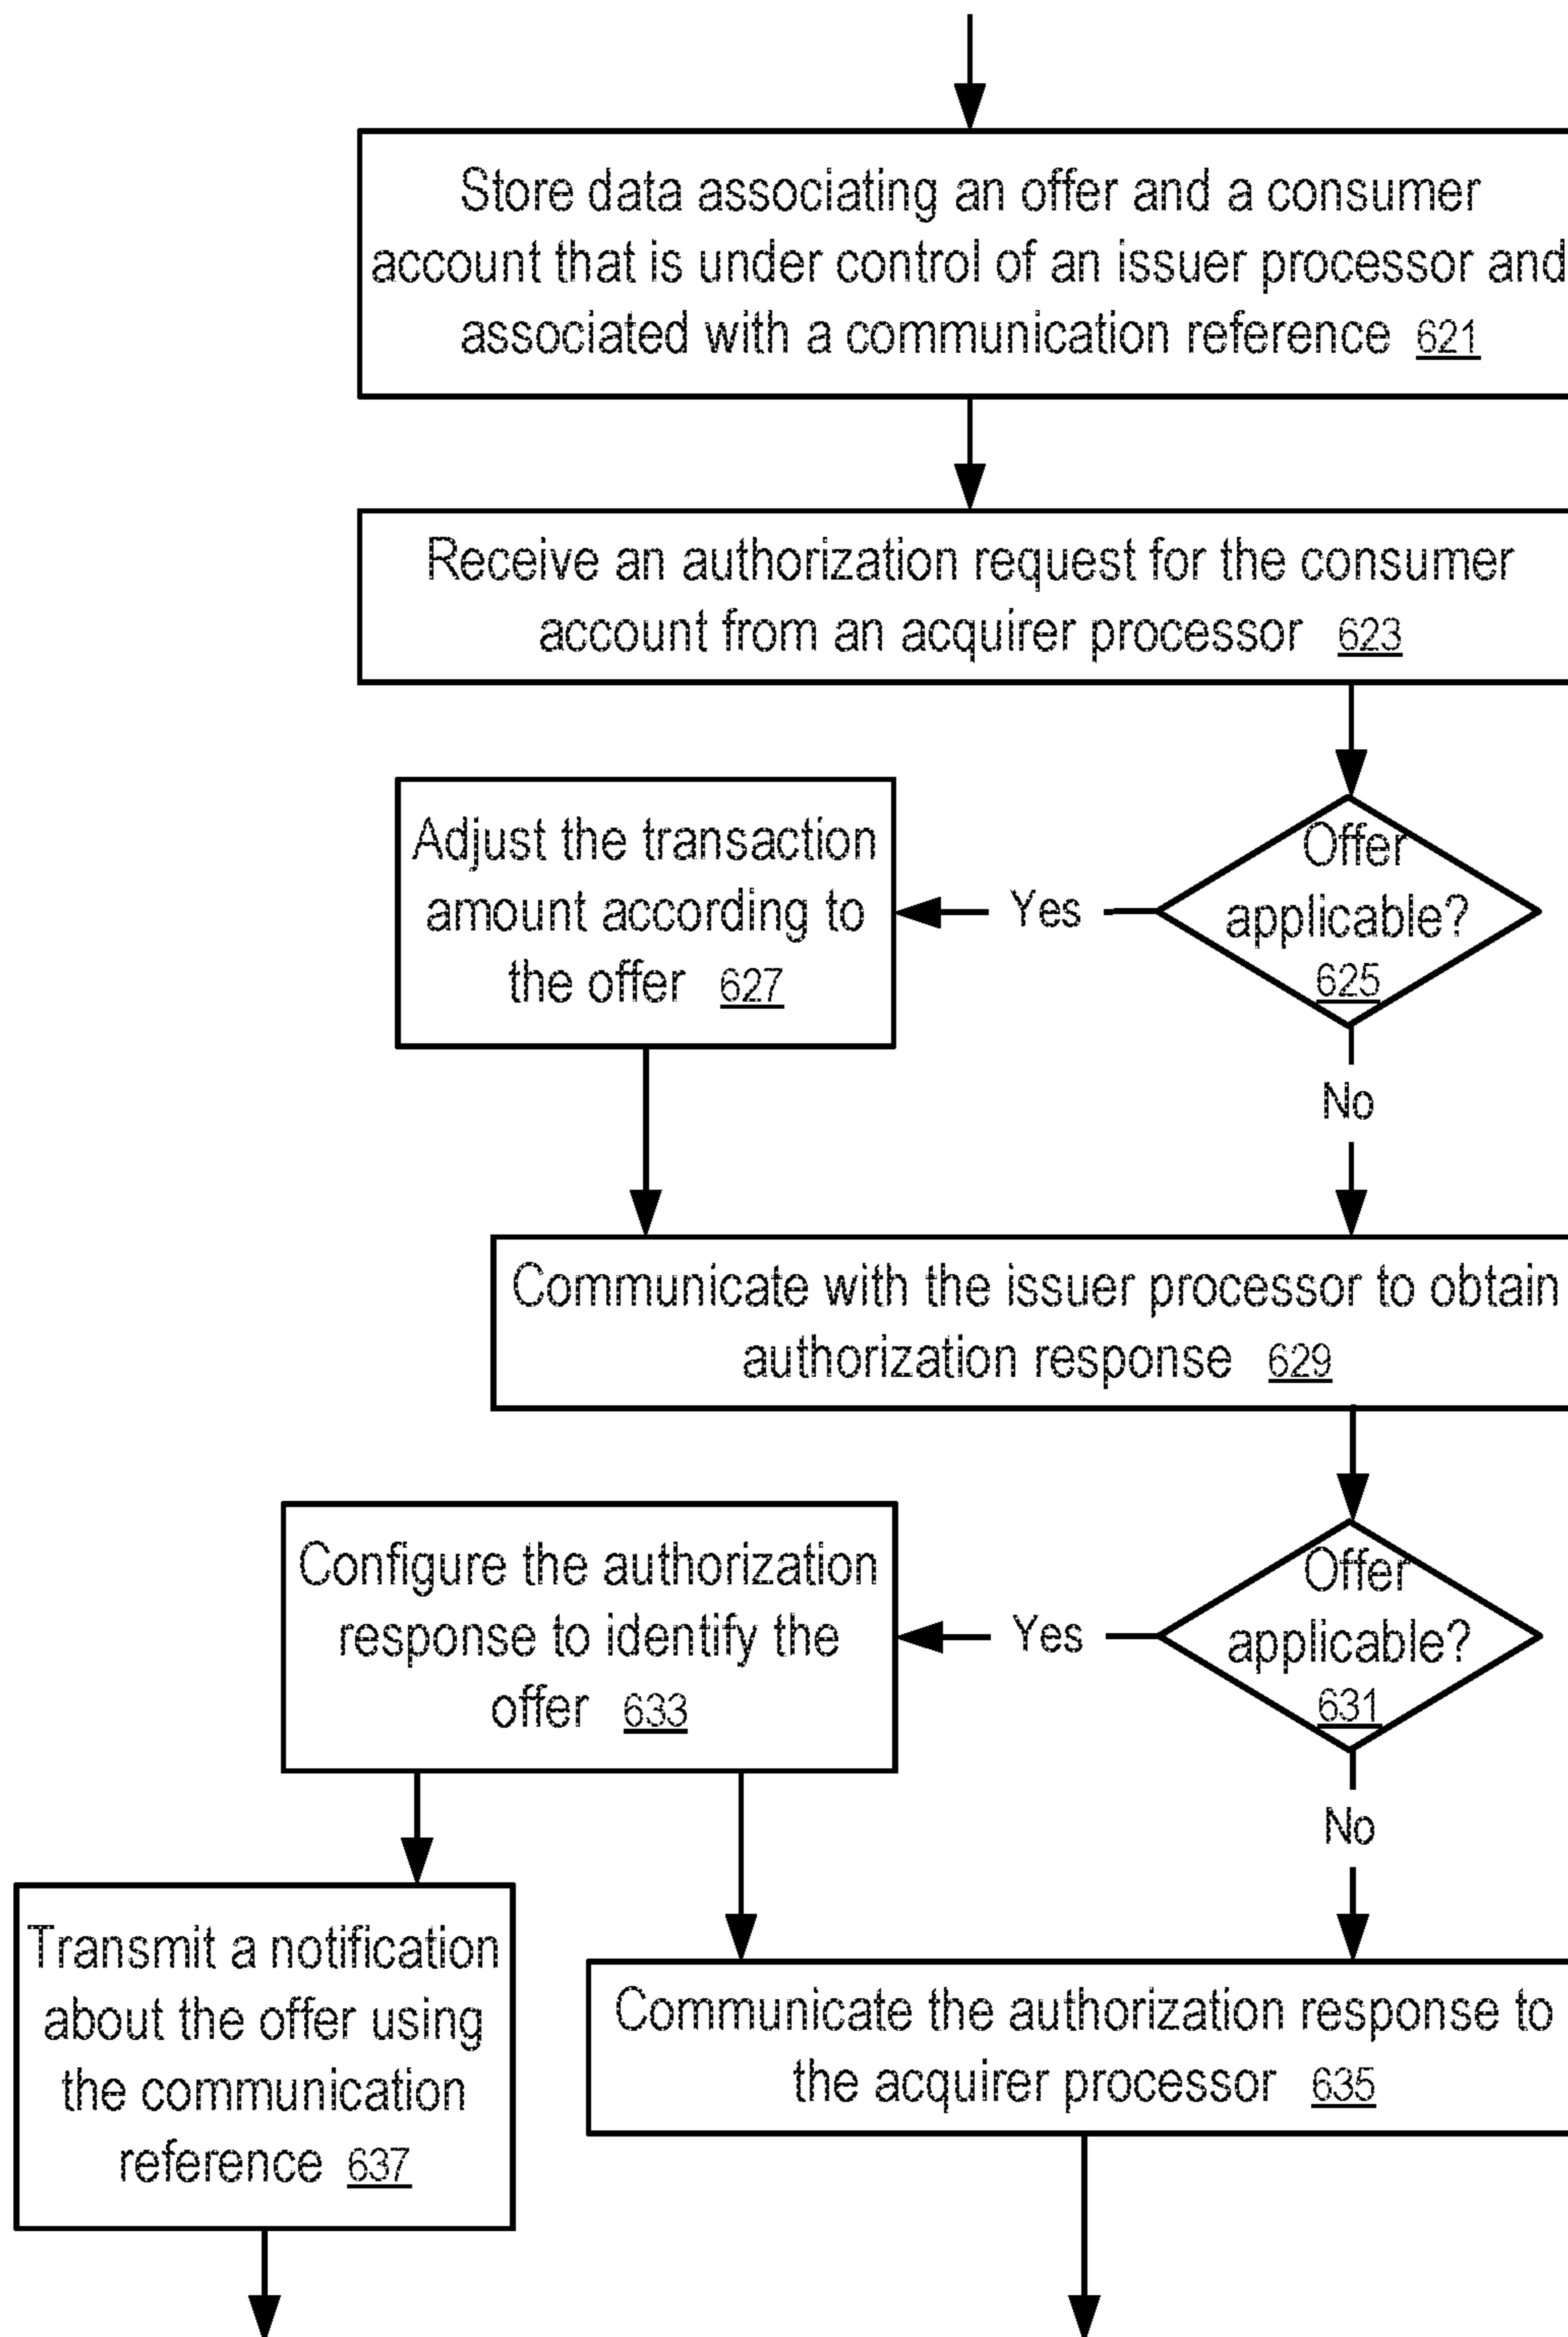 Store data associating an offer and a consumer
account that is under control of an issuer processor and
associated with a communication reference 621
Receive an authorization request for the consumer
account from an acquirer processor 623
Adjust the transaction
amount according to
the offer 627
Yes
Offer
applicable?
625
No
Communicate with the issuer processor to obtain
authorization response 629
Configure the authorization
response to identify the
offer 633
Yes
Offer
applicable?
631
No
Transmit a notification
about the offer using
the communication
reference 637
Communicate the authorization response to
the acquirer processor 635